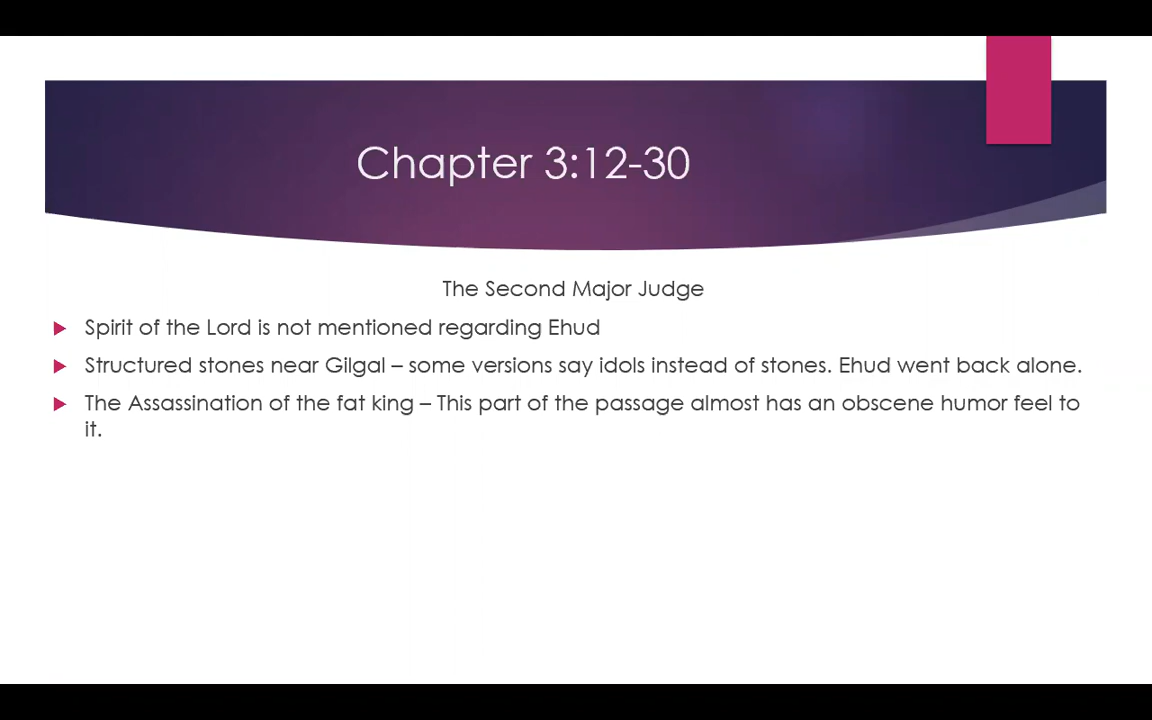 Chapter 3:12-30
The Second Major Judge
Spirit of the Lord is not mentioned regarding Ehud
Structured stones near Gilgal – some versions say idols instead of stones. Ehud went back alone.
The Assassination of the fat king – This part of the passage almost has an obscene humor feel to
it.